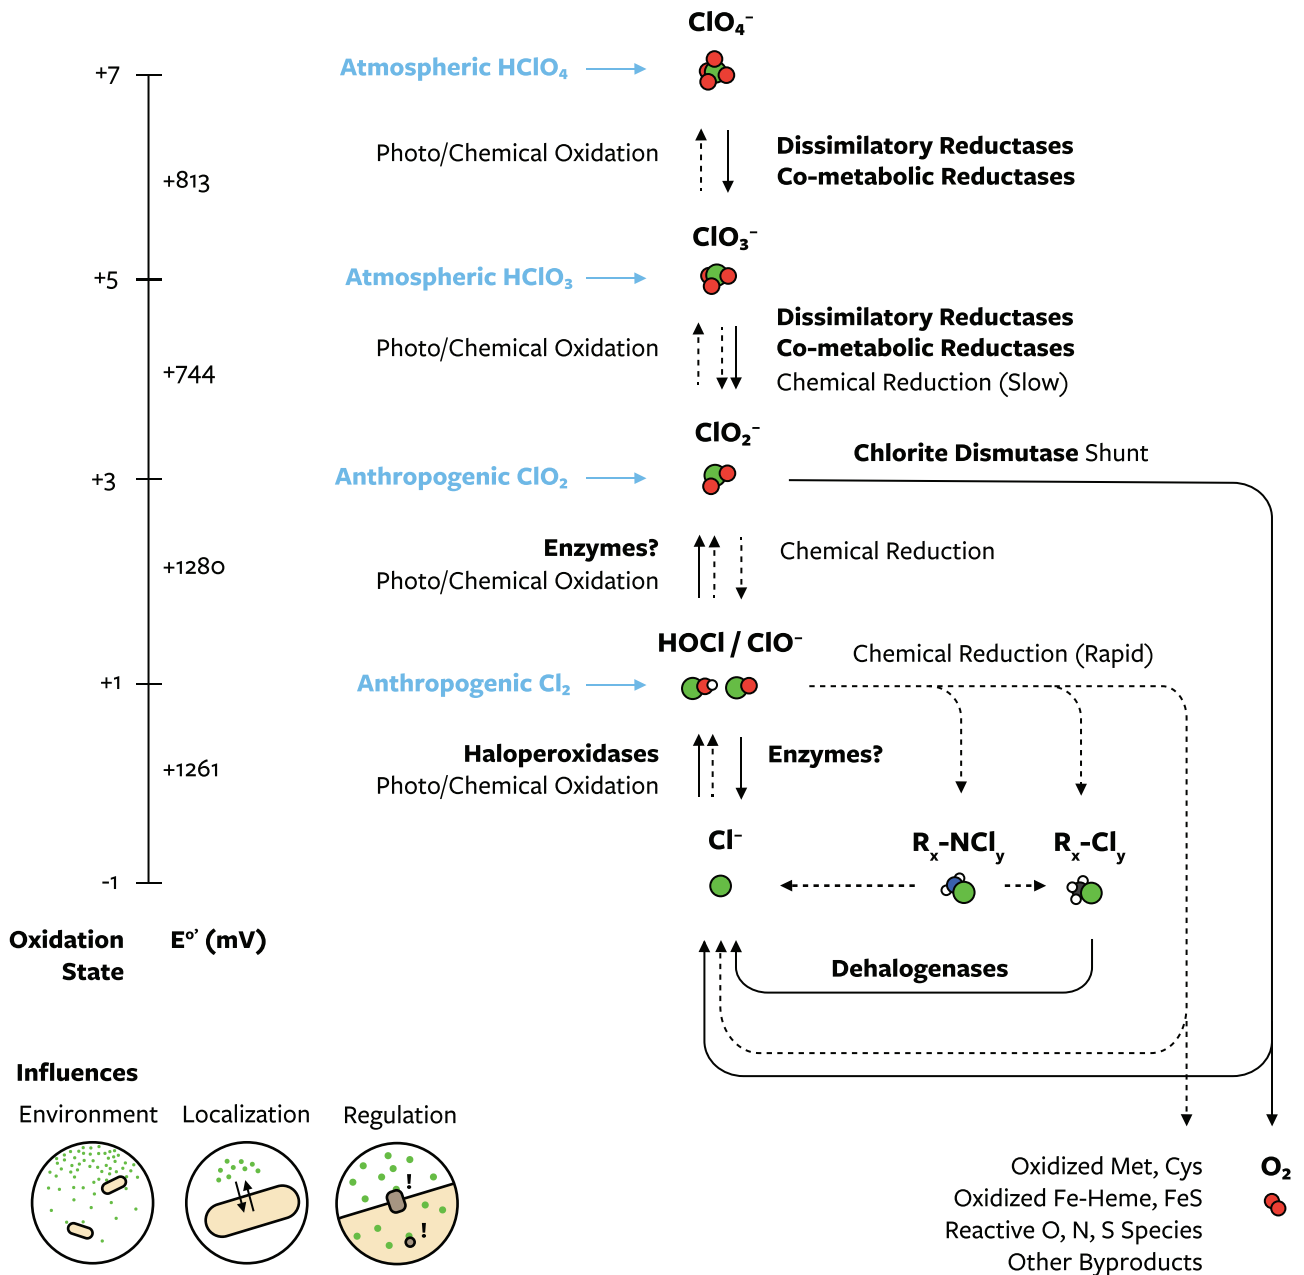 ClO₄⁻
+7
Atmospheric HClO₄
Photo/Chemical Oxidation
Dissimilatory Reductases
Co-metabolic Reductases
+813
ClO₃⁻
+5
Atmospheric HClO₃
Photo/Chemical Oxidation
Dissimilatory Reductases
Co-metabolic Reductases
Chemical Reduction (Slow)
+744
ClO₂⁻
+3
Anthropogenic ClO₂
Chlorite Dismutase Shunt
Enzymes?
Photo/Chemical Oxidation
Chemical Reduction
+1280
HOCl / ClO⁻
Chemical Reduction (Rapid)
+1
Anthropogenic Cl₂
Haloperoxidases
Photo/Chemical Oxidation
Enzymes?
+1261
Cl⁻
Rₓ-NClᵧ
Rₓ-Clᵧ
-1
Oxidation
State
E°’ (mV)
Dehalogenases
Influences
Environment
Localization
Regulation
!
!
Oxidized Met, Cys
Oxidized Fe-Heme, FeS
Reactive O, N, S Species
Other Byproducts
O₂